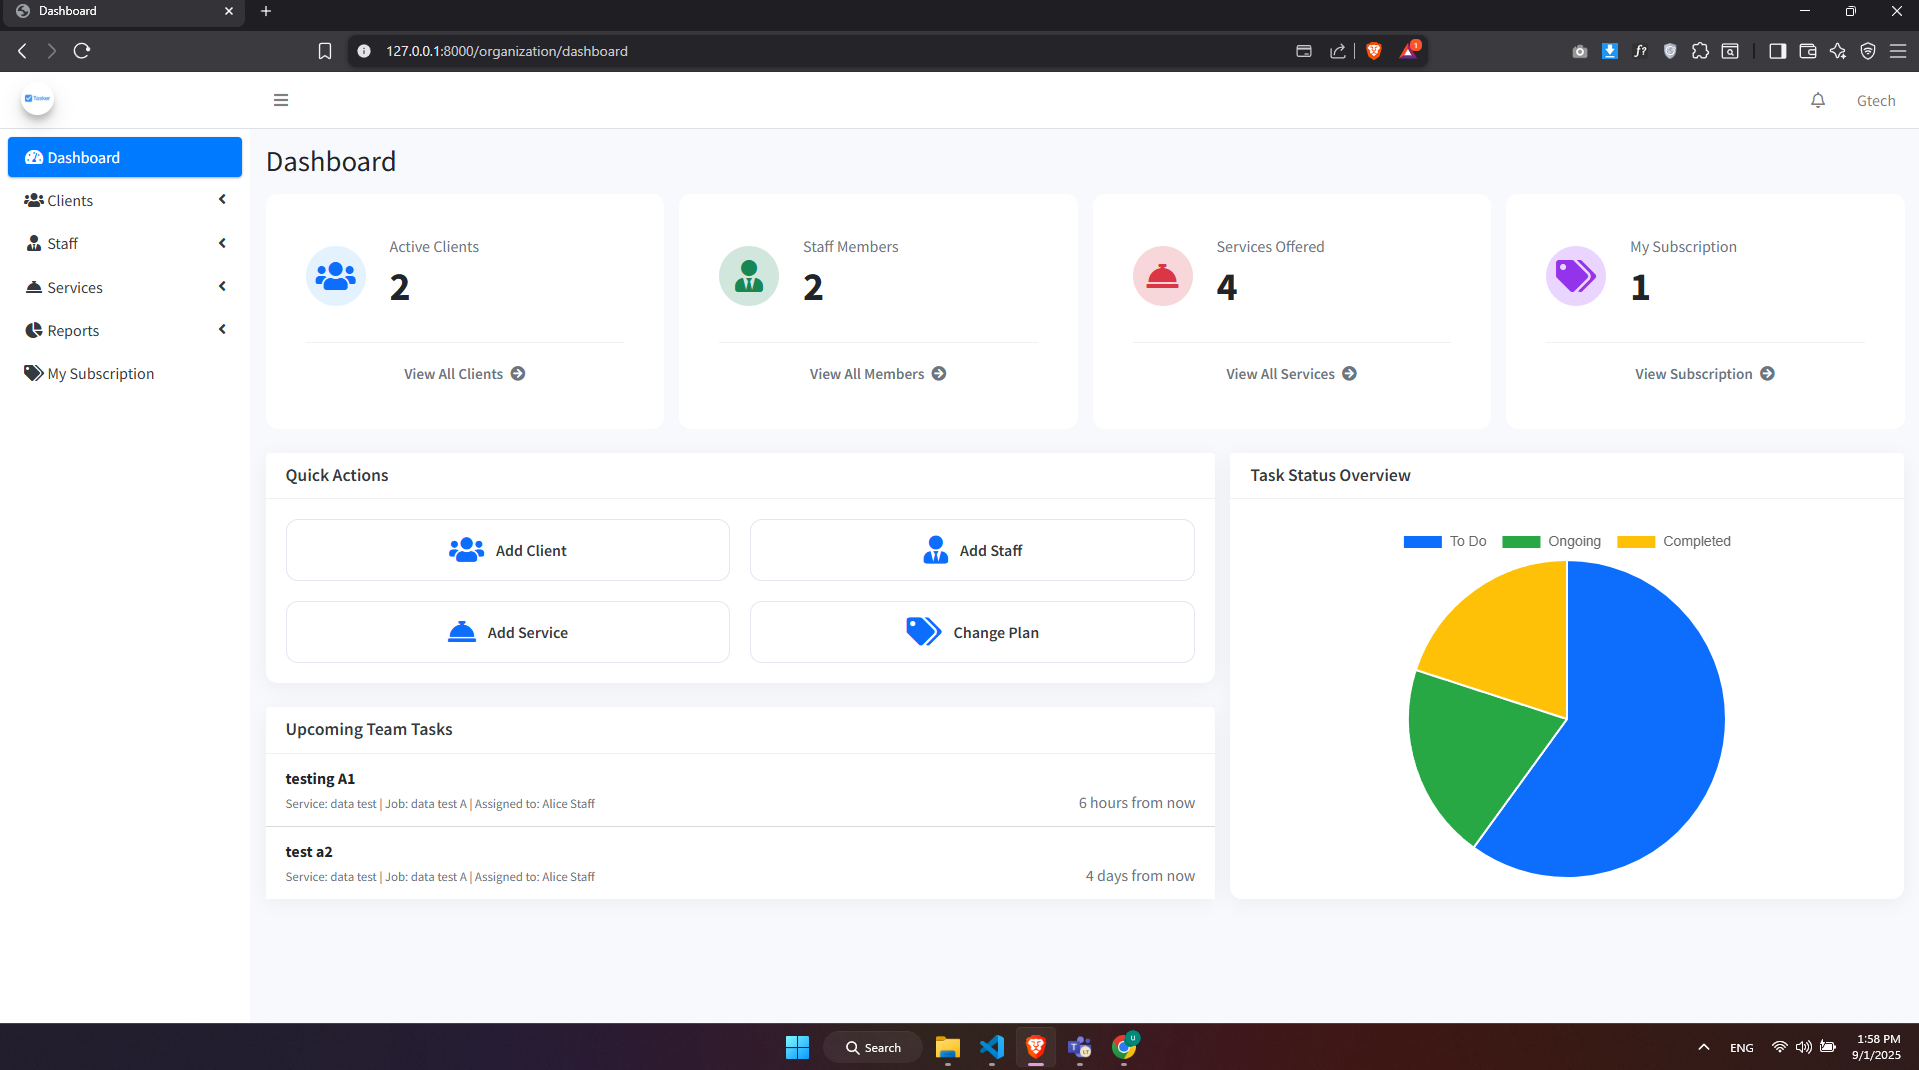 Dashboard
127.0.0.1:8000/organization/dashboard
1
Tasker
Gtech
Dashboard
Clients
Staff
Services
Reports
My Subscription
Dashboard
Active Clients
2
View All Clients
Staff Members
2
View All Members
Services Offered
4
View All Services
My Subscription
1
View Subscription
Quick Actions
Add Client
Add Staff
Add Service
Change Plan
Task Status Overview
To Do Ongoing Completed
Upcoming Team Tasks
testing A1
Service: data test | Job: data test A | Assigned to: Alice Staff
6 hours from now
test a2
Service: data test | Job: data test A | Assigned to: Alice Staff
4 days from now
Search
ENG
1:58 PM
9/1/2025